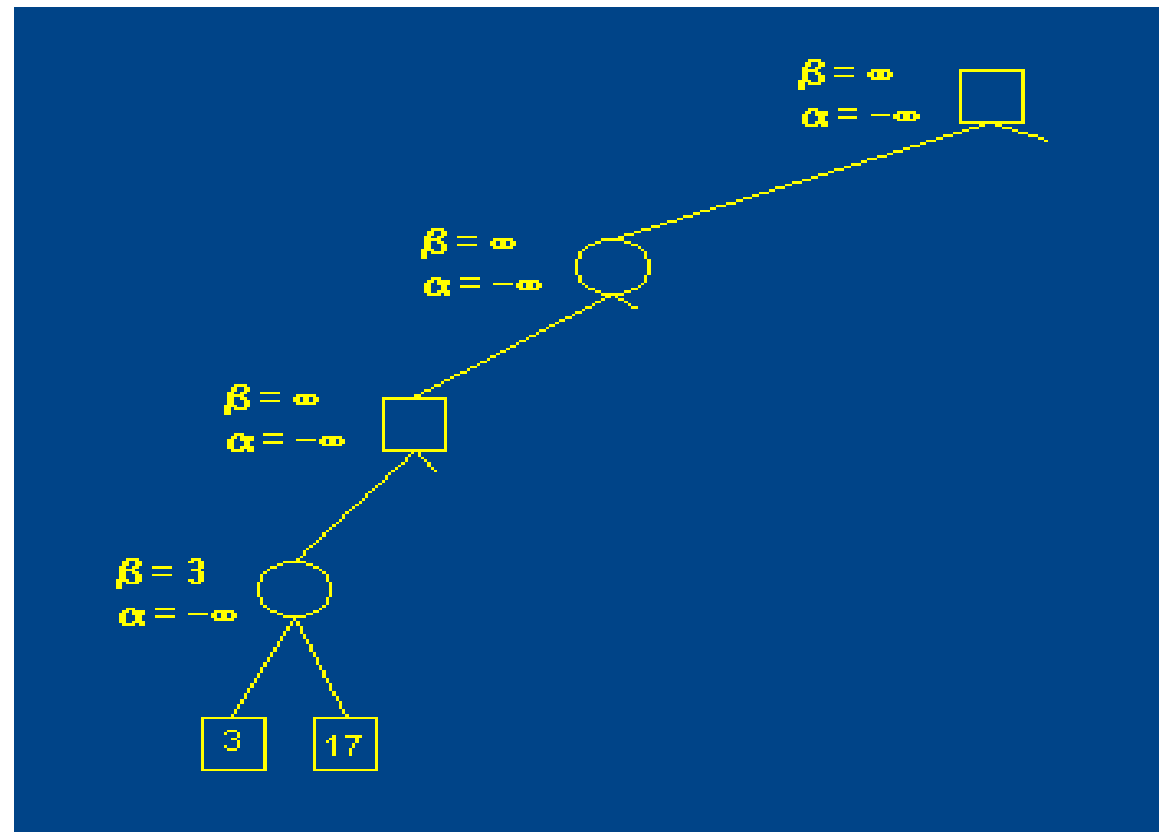 β = ∞
α = −∞
β = ∞
α = −∞
β = ∞
α = −∞
β = 3
α = −∞
3
17